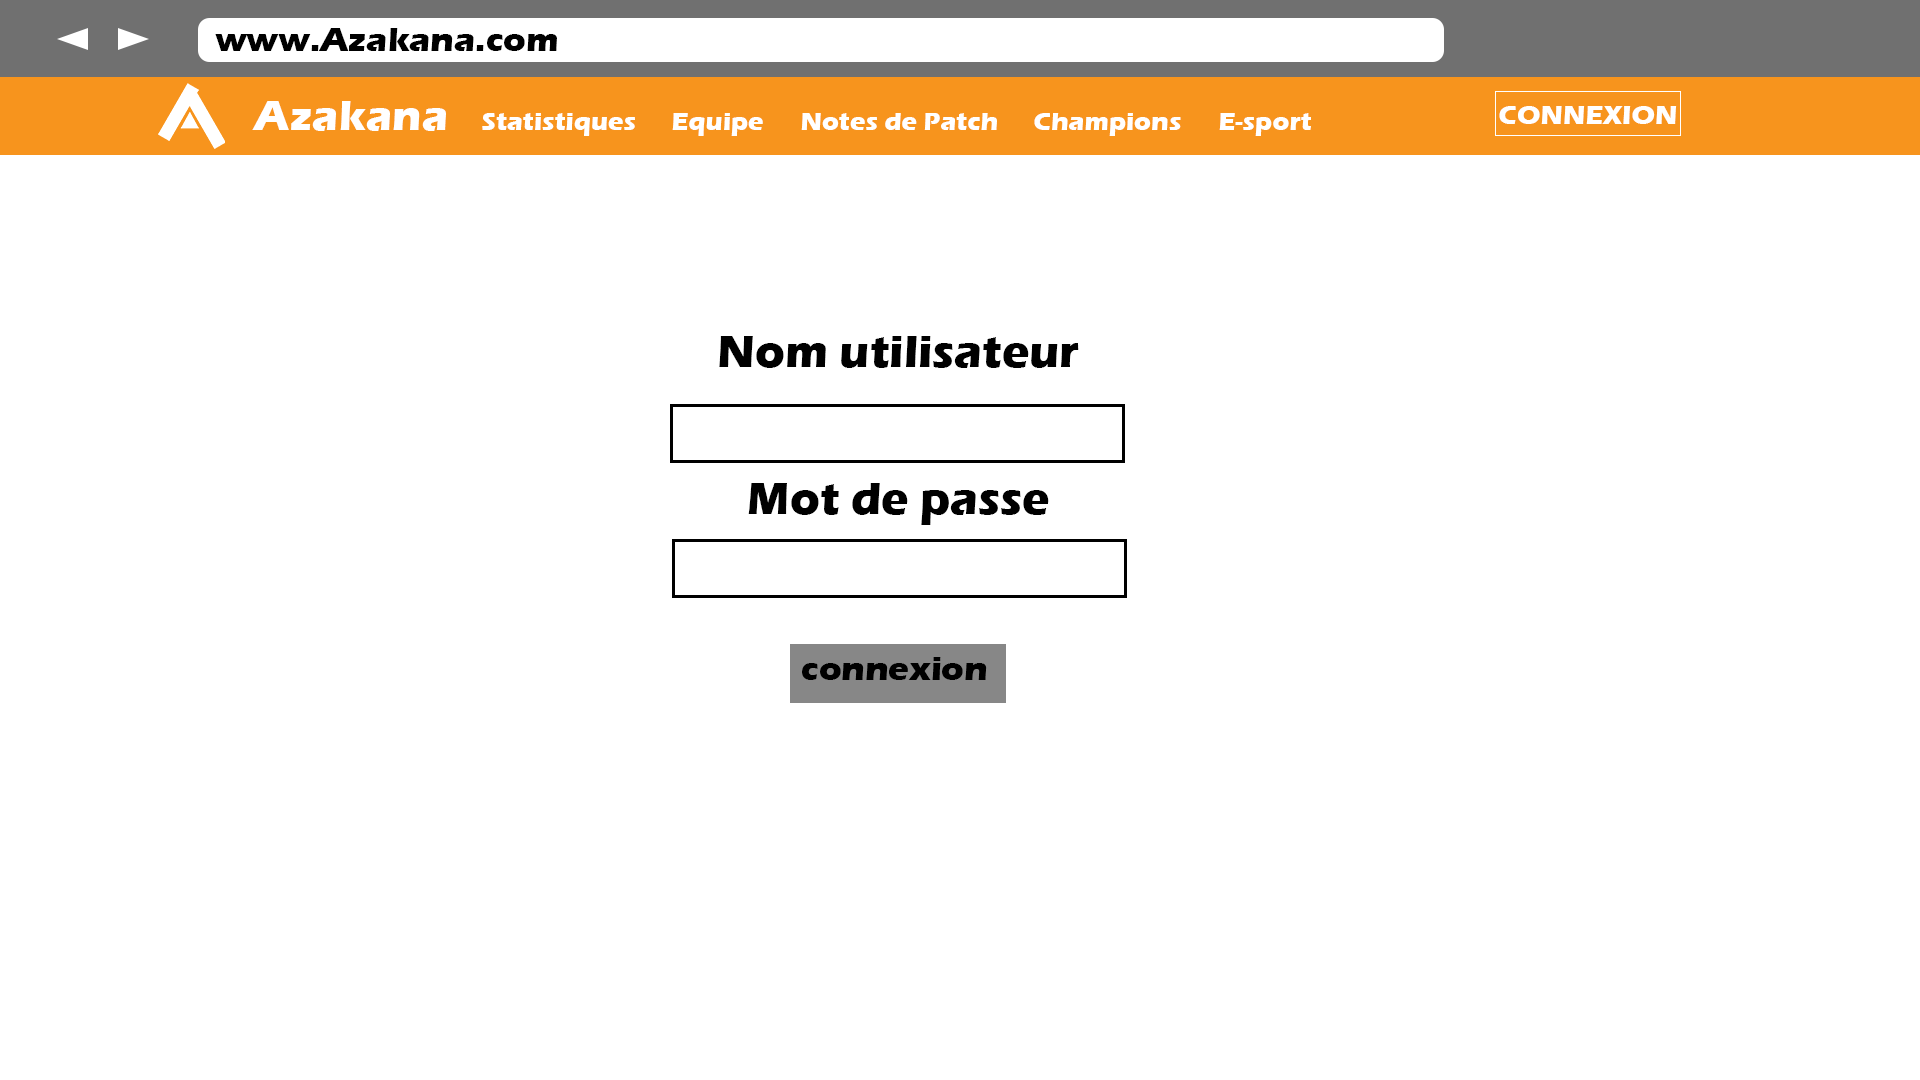 www.Azakana.com
Azakana Statistiques Equipe Notes de Patch Champions E-sport CONNEXION
Nom utilisateur
Mot de passe
connexion